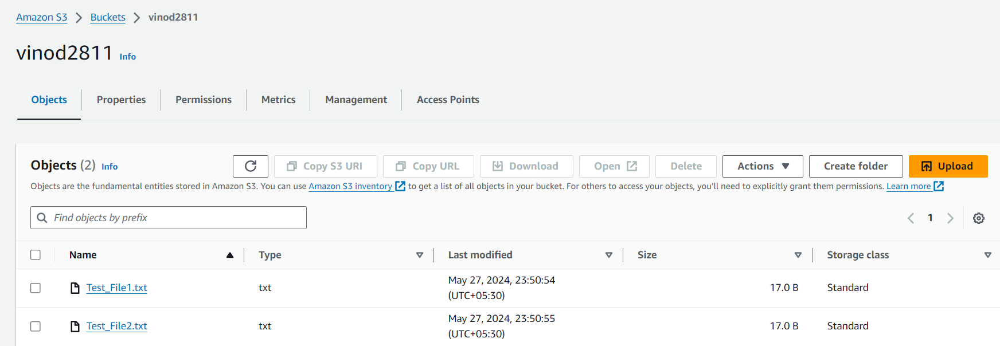 Amazon S3 > Buckets > vinod2811
vinod2811 Info
Objects Properties Permissions Metrics Management Access Points
Objects (2) Info Copy S3 URI Copy URL Download Open Delete Actions Create folder Upload
Objects are the fundamental entities stored in Amazon S3. You can use Amazon S3 inventory to get a list of all objects in your bucket. For others to access your objects, you'll need to explicitly grant them permissions. Learn more
Find objects by prefix 1
Name Type Last modified Size Storage class
Test_File1.txt txt May 27, 2024, 23:50:54 (UTC+05:30) 17.0 B Standard
Test_File2.txt txt May 27, 2024, 23:50:55 (UTC+05:30) 17.0 B Standard